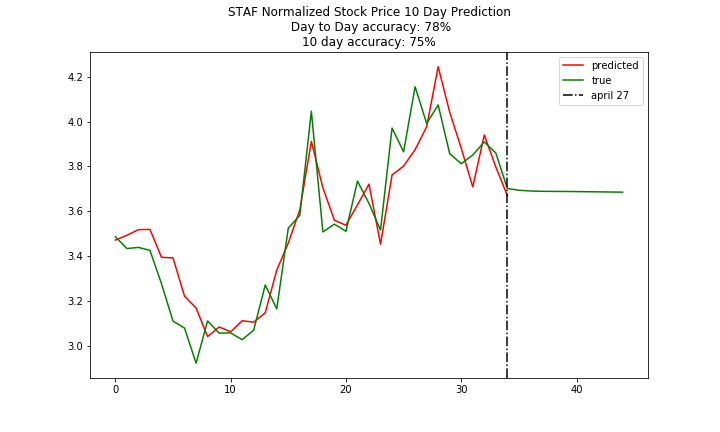 STAF Normalized Stock Price 10 Day Prediction
Day to Day accuracy: 78%
10 day accuracy: 75%
predicted
true
april 27
4.2
4.0
3.8
3.6
3.4
3.2
3.0
0 10 20 30 40